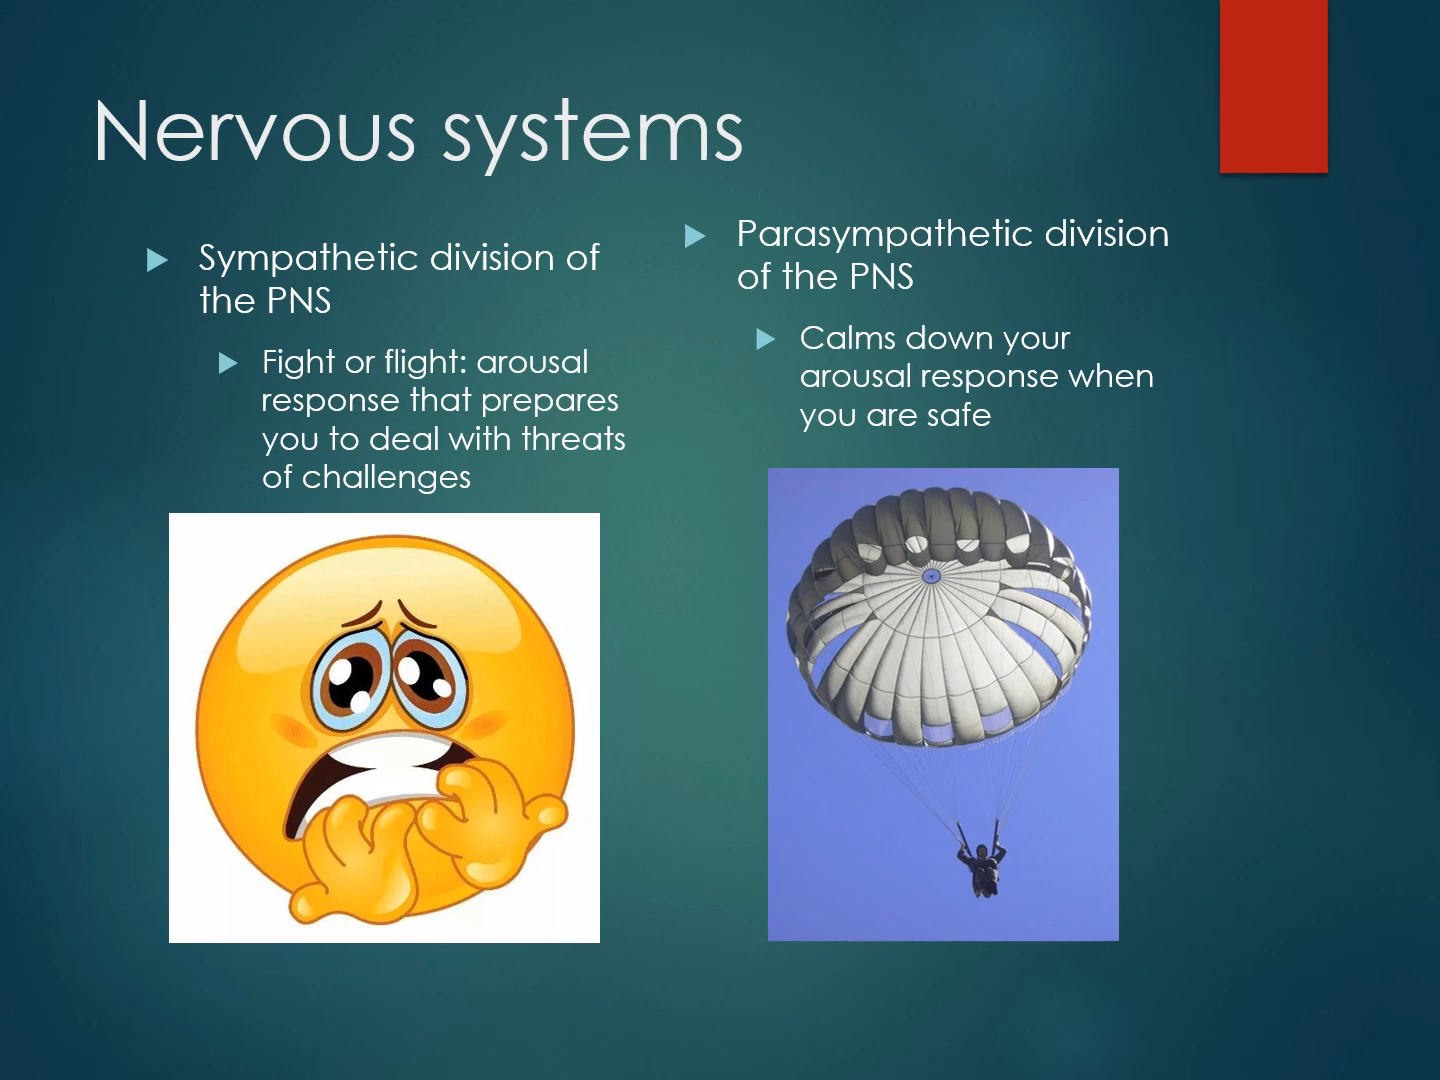 Nervous systems
Sympathetic division of
the PNS
Fight or flight: arousal
response that prepares
you to deal with threats
of challenges
Parasympathetic division
of the PNS
Calms down your
arousal response when
you are safe